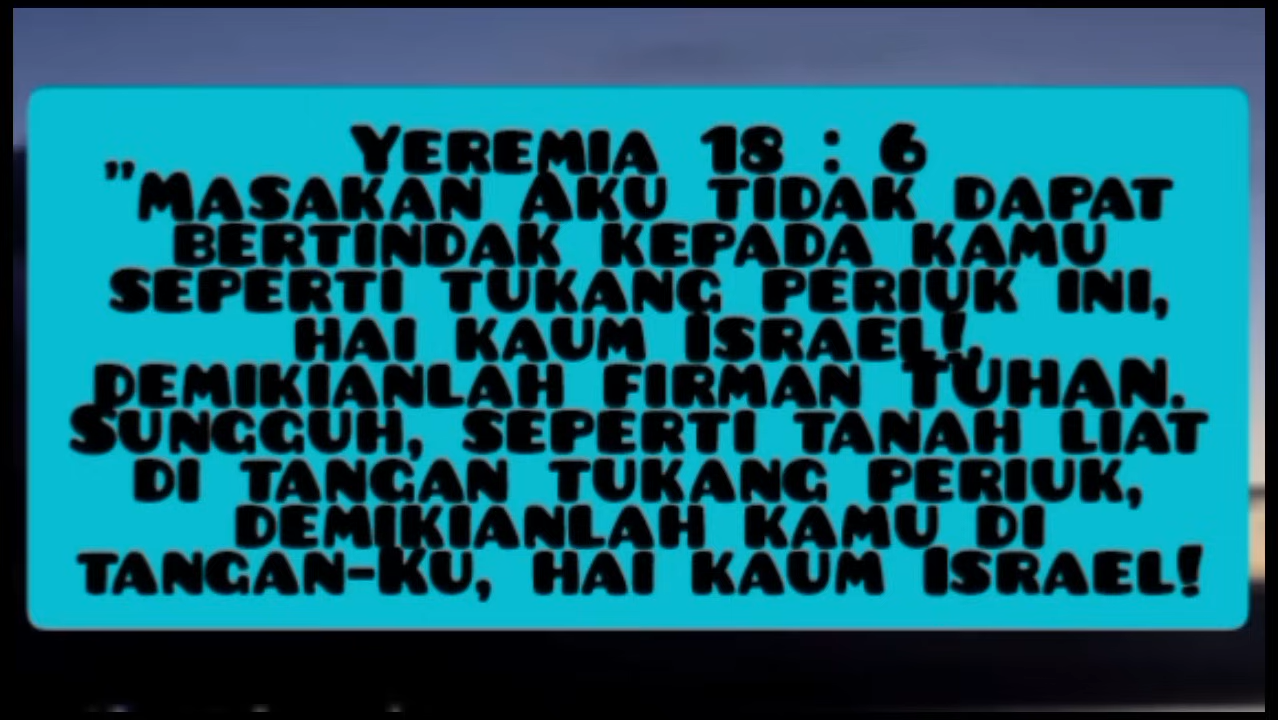 Yeremia 18 : 6
"Masakan Aku tidak dapat
bertindak kepada kamu
seperti tukang periuk ini,
hai kaum Israel!,
demikianlah firman TUHAN.
Sungguh, seperti tanah liat
di tangan tukang periuk,
demikianlah kamu di
tangan-Ku, hai kaum Israel!